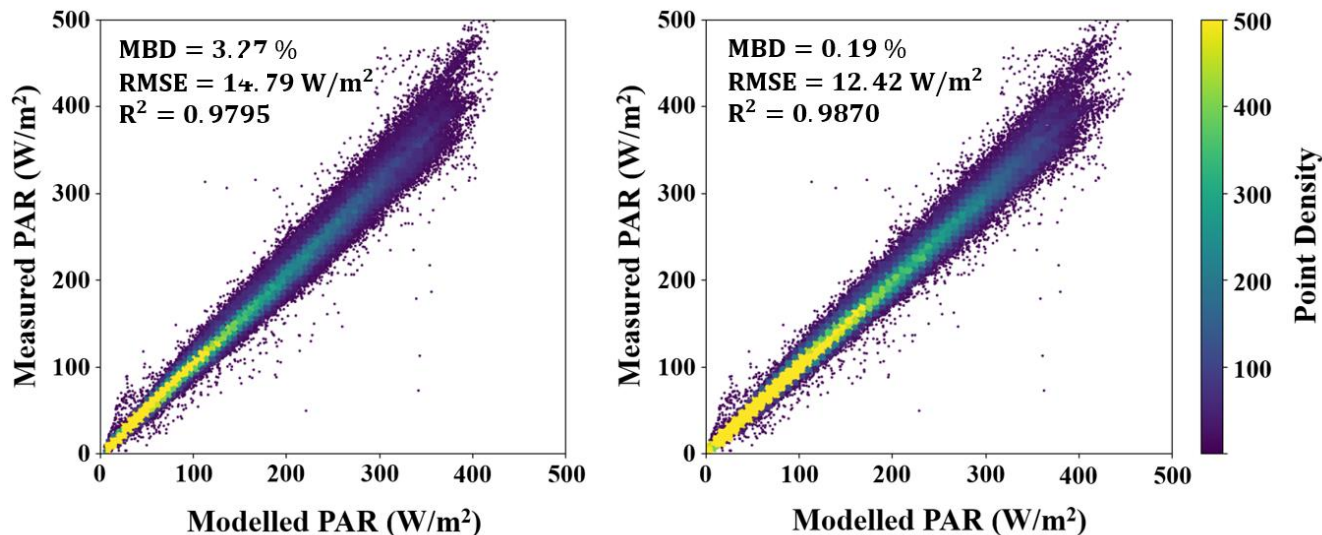 MBD = 3.27 %
RMSE = 14.79 W/m²
R² = 0.9795
500
400
300
200
100
0
Measured PAR (W/m²)
0 100 200 300 400 500
Modelled PAR (W/m²)
MBD = 0.19 %
RMSE = 12.42 W/m²
R² = 0.9870
500
400
300
200
100
0
Measured PAR (W/m²)
0 100 200 300 400 500
Modelled PAR (W/m²)
500
400
300
200
100
Point Density